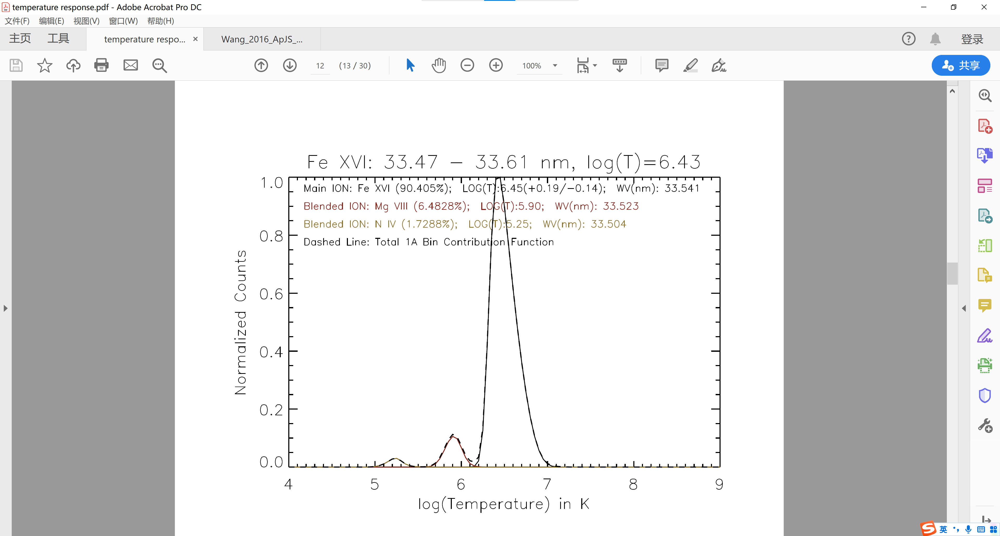 temperature response.pdf - Adobe Acrobat Pro DC
文件(F) 编辑(E) 视图(V) 窗口(W) 帮助(H)
主页 工具 temperature respo... × Wang_2016_ApJS_... 登录
12 (13 / 30) 100% 共享
Fe XVI: 33.47 − 33.61 nm, log(T)=6.43
Main ION: Fe XVI (90.405%); LOG(T):6.45(+0.19/−0.14); WV(nm): 33.541
Blended ION: Mg VIII (6.4828%); LOG(T):5.90; WV(nm): 33.523
Blended ION: N IV (1.7288%); LOG(T):5.25; WV(nm): 33.504
Dashed Line: Total 1A Bin Contribution Function
Normalized Counts
1.0
0.8
0.6
0.4
0.2
0.0
4 5 6 7 8 9
log(Temperature) in K
英